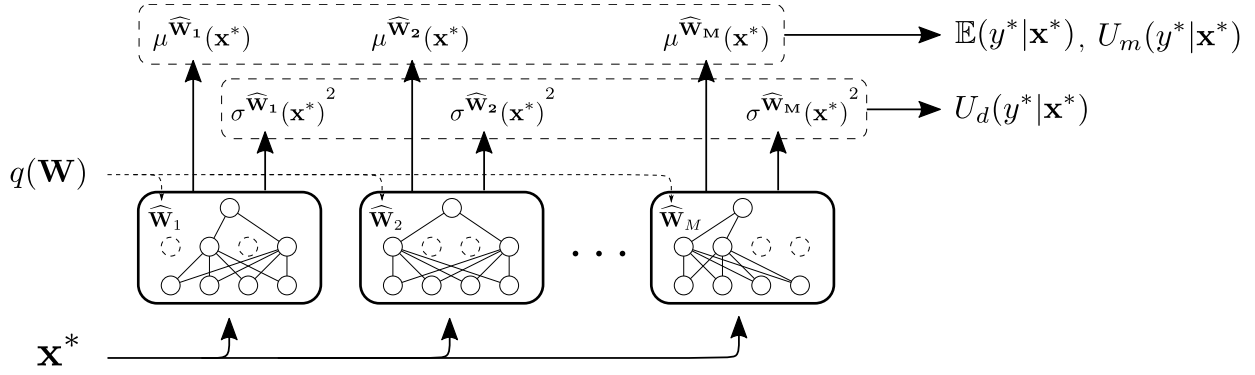 μ^Ŵ₁(x*) μ^Ŵ₂(x*) μ^Ŵ_M(x*) 𝔼(y*|x*), U_m(y*|x*)
σ^Ŵ₁(x*)² σ^Ŵ₂(x*)² σ^Ŵ_M(x*)² U_d(y*|x*)
q(W)
Ŵ₁ Ŵ₂ . . . Ŵ_M
x*